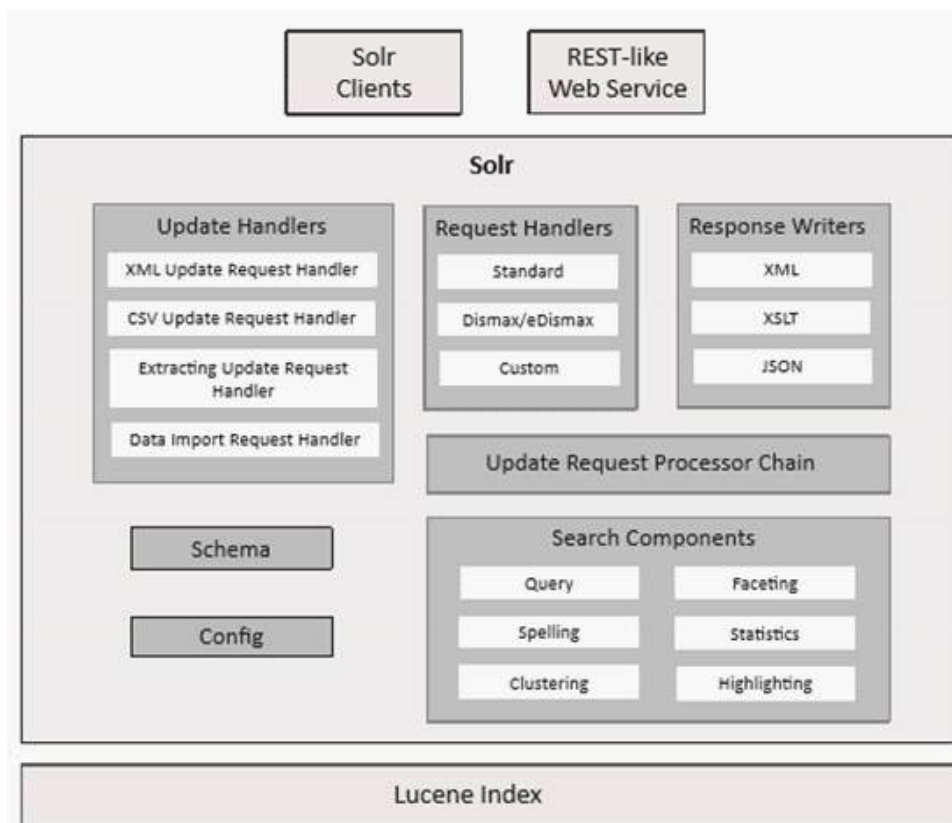 Solr
Clients
REST-like
Web Service
Solr
Update Handlers
XML Update Request Handler
CSV Update Request Handler
Extracting Update Request
Handler
Data Import Request Handler
Request Handlers
Standard
Dismax/eDismax
Custom
Response Writers
XML
XSLT
JSON
Update Request Processor Chain
Schema
Config
Search Components
Query
Faceting
Spelling
Statistics
Clustering
Highlighting
Lucene Index